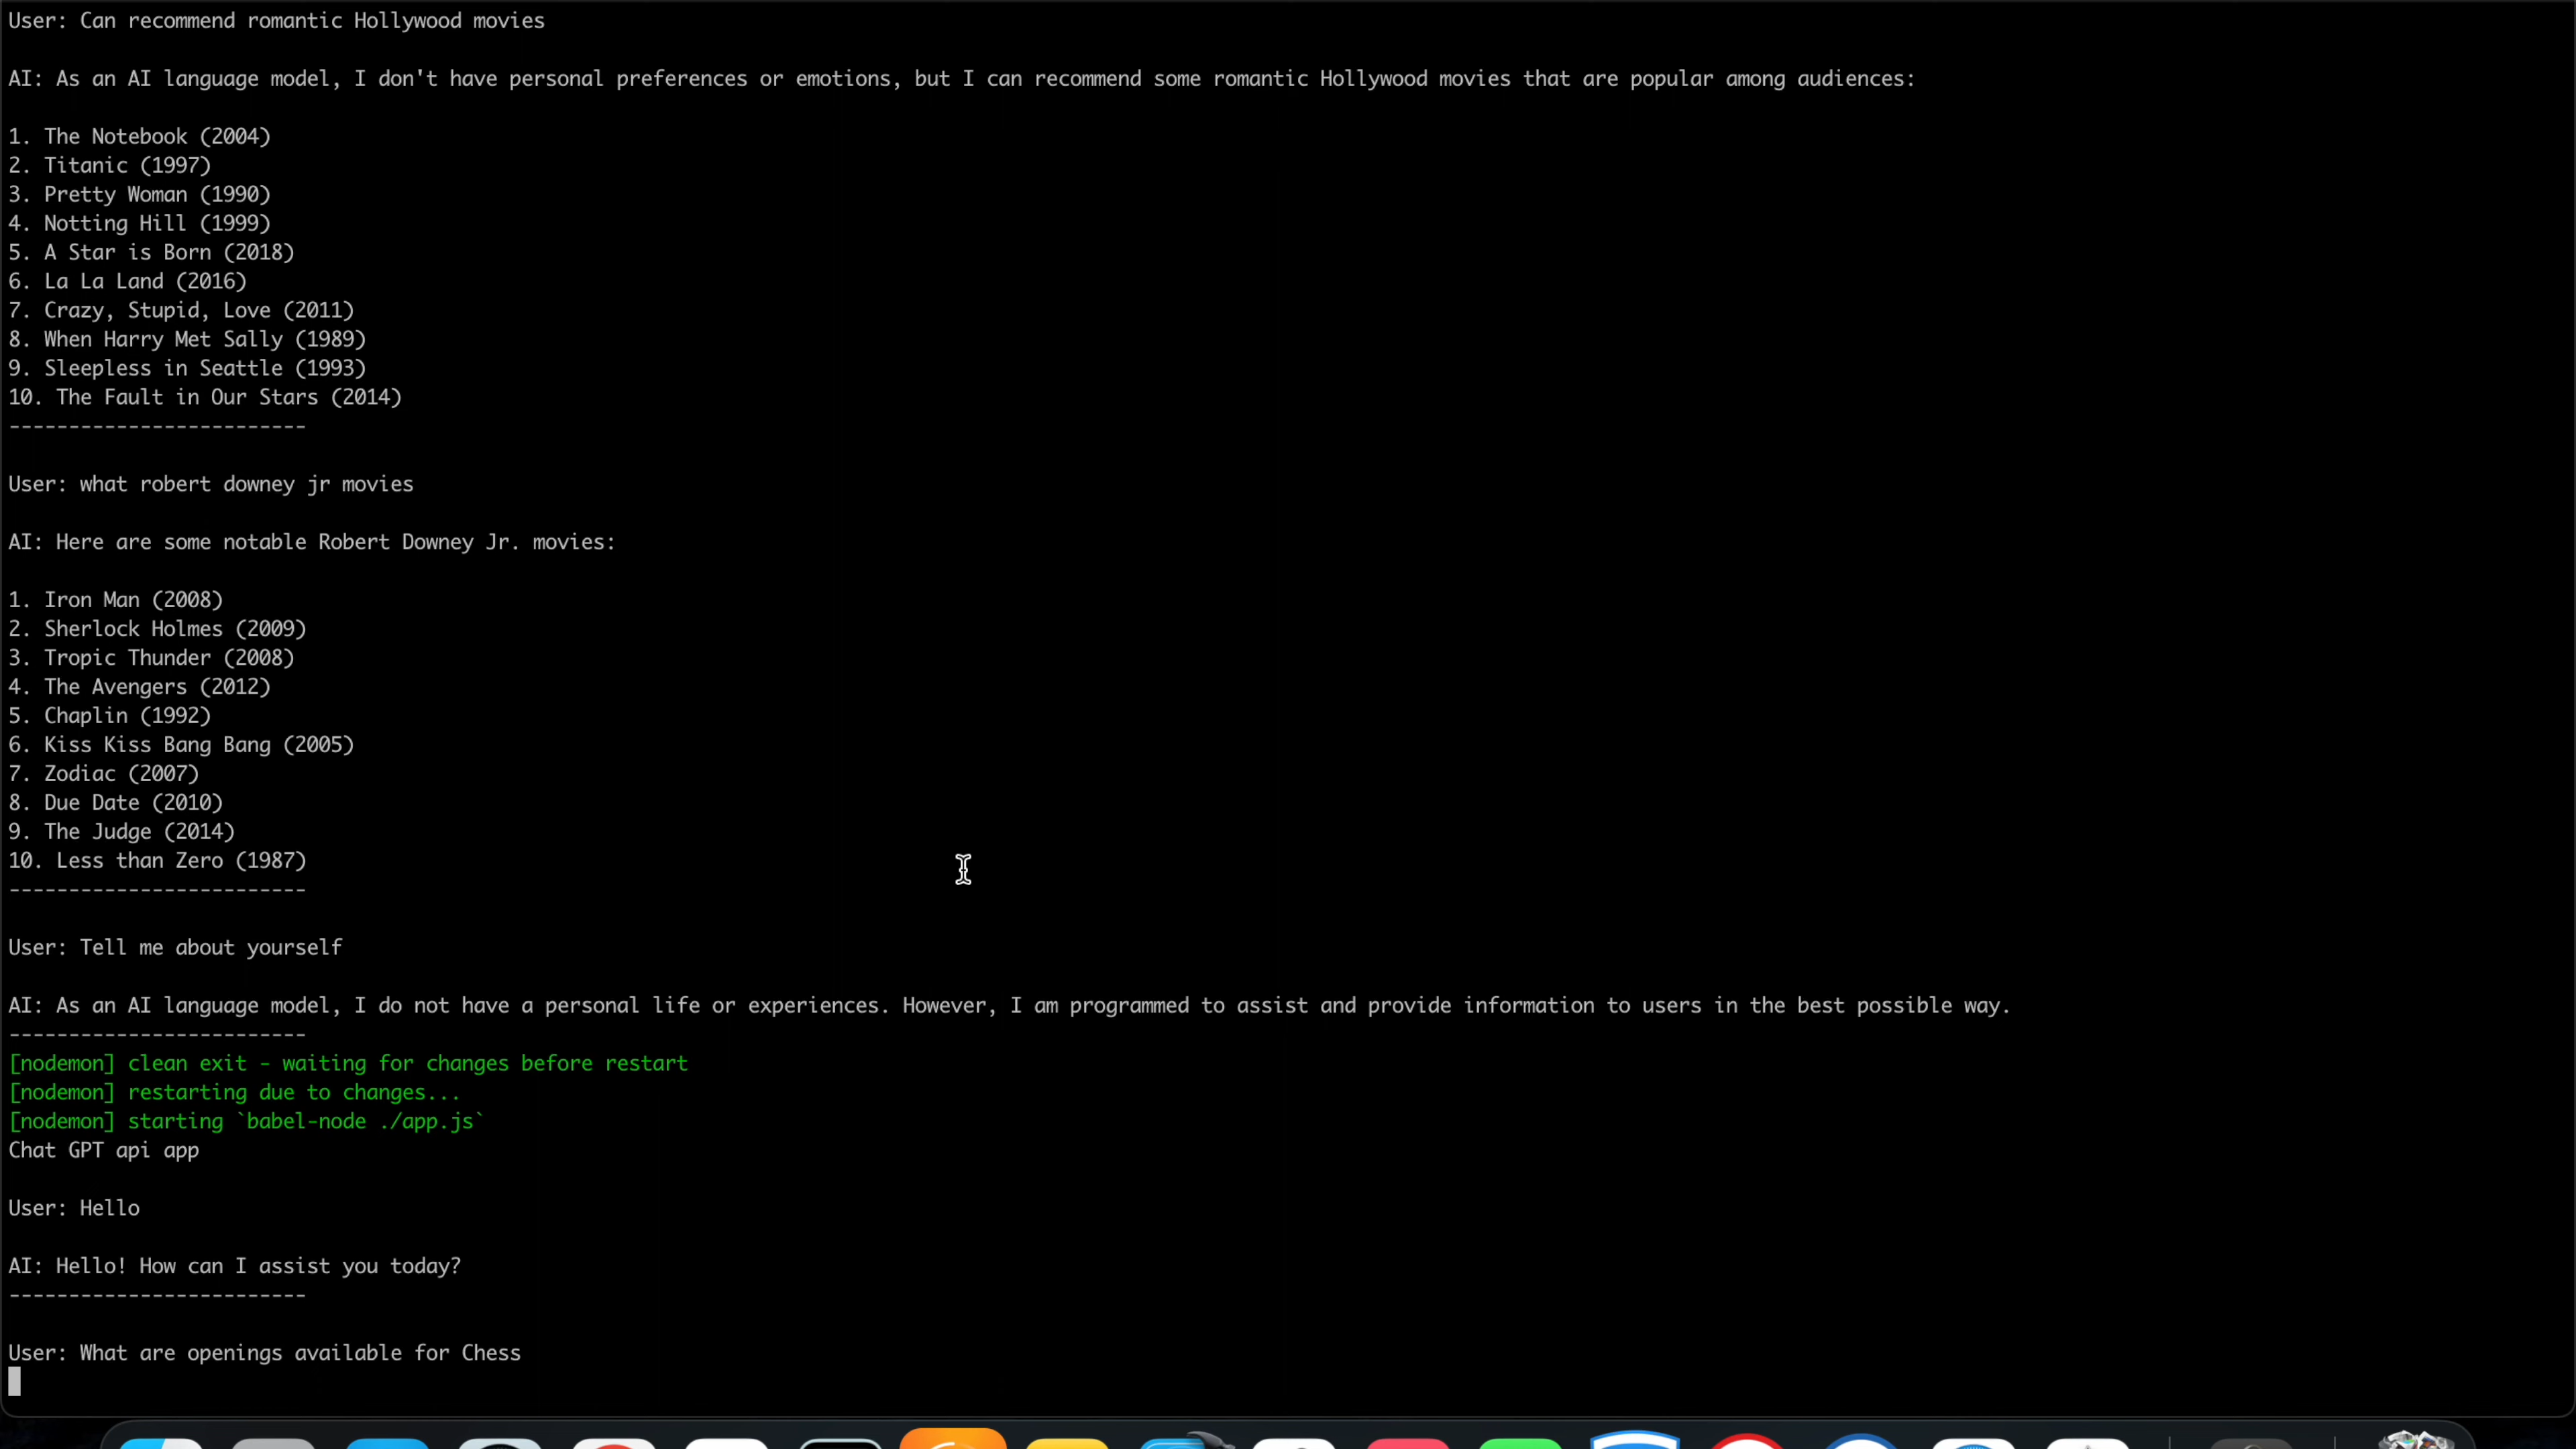 User: Can recommend romantic Hollywood movies
AI: As an AI language model, I don't have personal preferences or emotions, but I can recommend some romantic Hollywood movies that are popular among audiences:
1. The Notebook (2004)
2. Titanic (1997)
3. Pretty Woman (1990)
4. Notting Hill (1999)
5. A Star is Born (2018)
6. La La Land (2016)
7. Crazy, Stupid, Love (2011)
8. When Harry Met Sally (1989)
9. Sleepless in Seattle (1993)
10. The Fault in Our Stars (2014)
-------------------------
User: what robert downey jr movies
AI: Here are some notable Robert Downey Jr. movies:
1. Iron Man (2008)
2. Sherlock Holmes (2009)
3. Tropic Thunder (2008)
4. The Avengers (2012)
5. Chaplin (1992)
6. Kiss Kiss Bang Bang (2005)
7. Zodiac (2007)
8. Due Date (2010)
9. The Judge (2014)
10. Less than Zero (1987)
-------------------------
User: Tell me about yourself
AI: As an AI language model, I do not have a personal life or experiences. However, I am programmed to assist and provide information to users in the best possible way.
-------------------------
[nodemon] clean exit - waiting for changes before restart
[nodemon] restarting due to changes...
[nodemon] starting `babel-node ./app.js`
Chat GPT api app
User: Hello
AI: Hello! How can I assist you today?
-------------------------
User: What are openings available for Chess